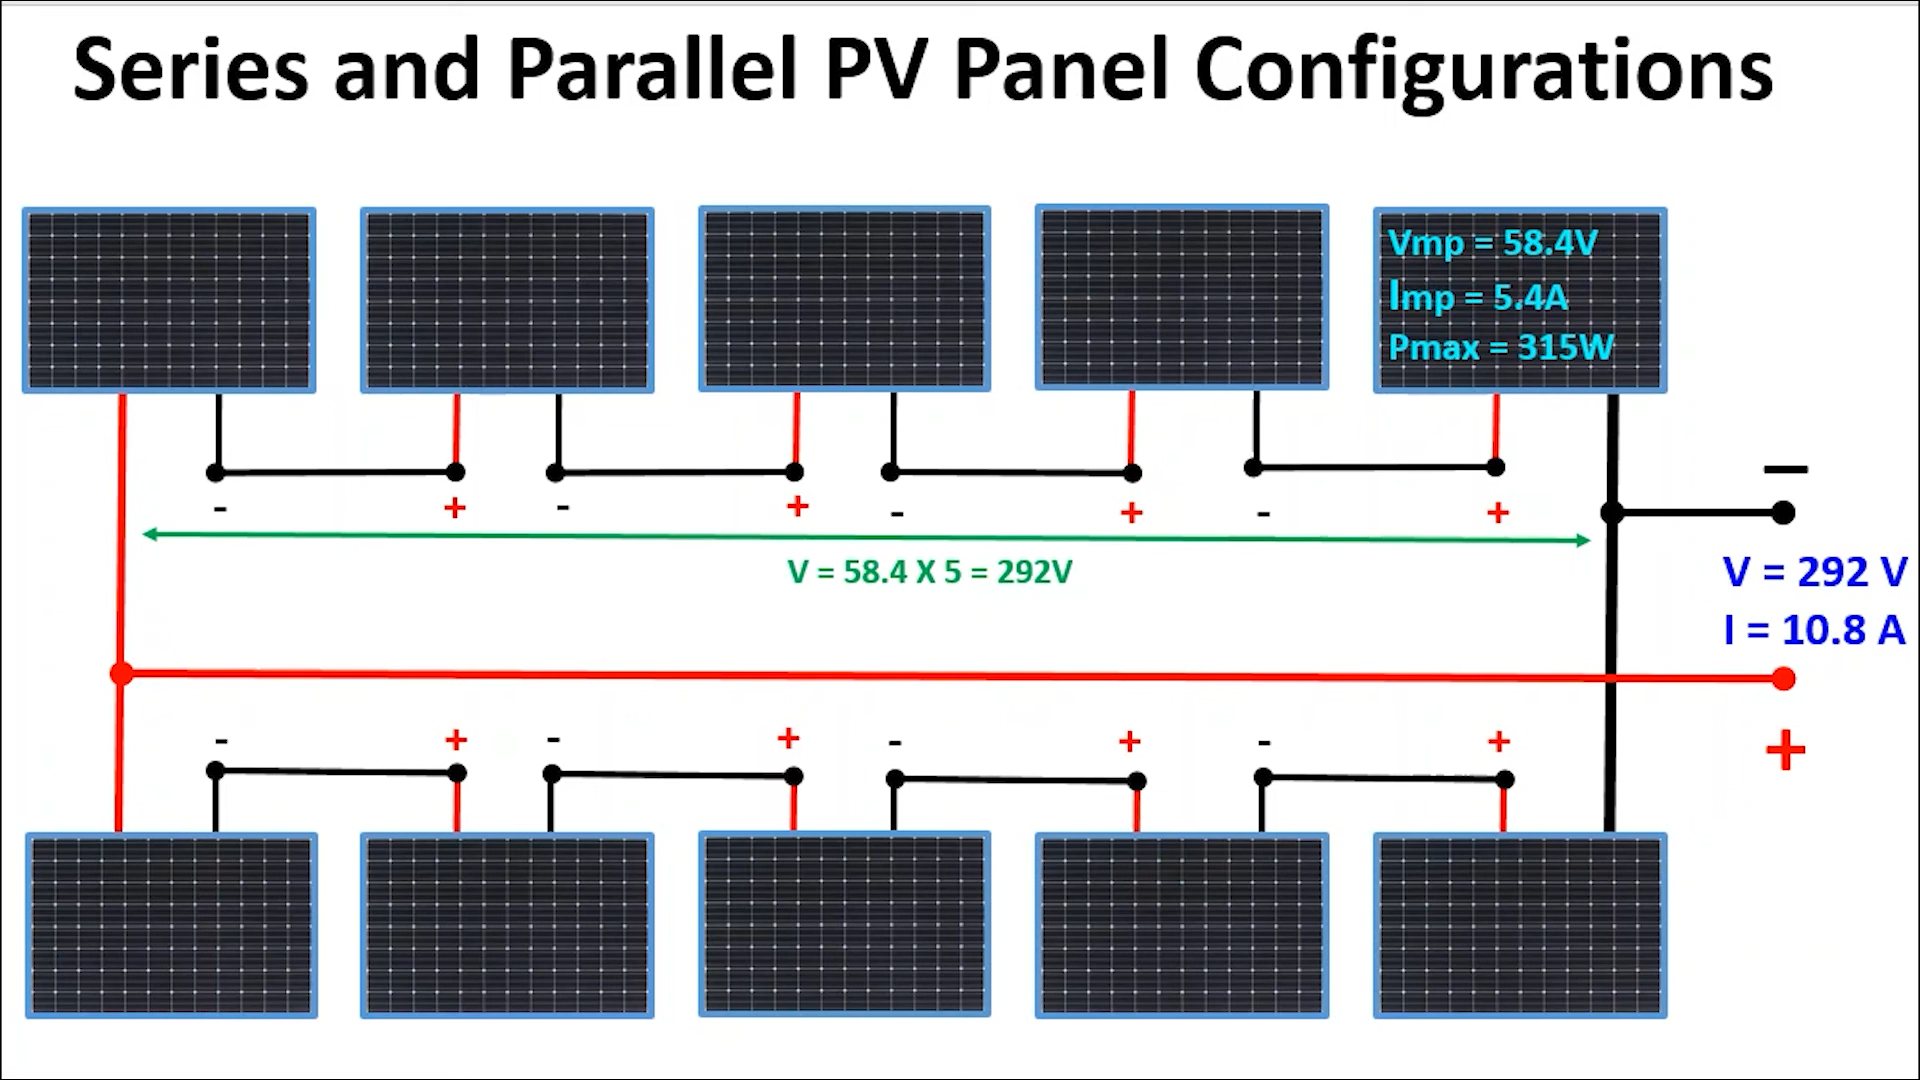 Series and Parallel PV Panel Configurations
Vmp = 58.4V
Imp = 5.4A
Pmax = 315W
- + - + - + - +
−
V = 58.4 X 5 = 292V
V = 292 V
I = 10.8 A
- + - + - + - +
+